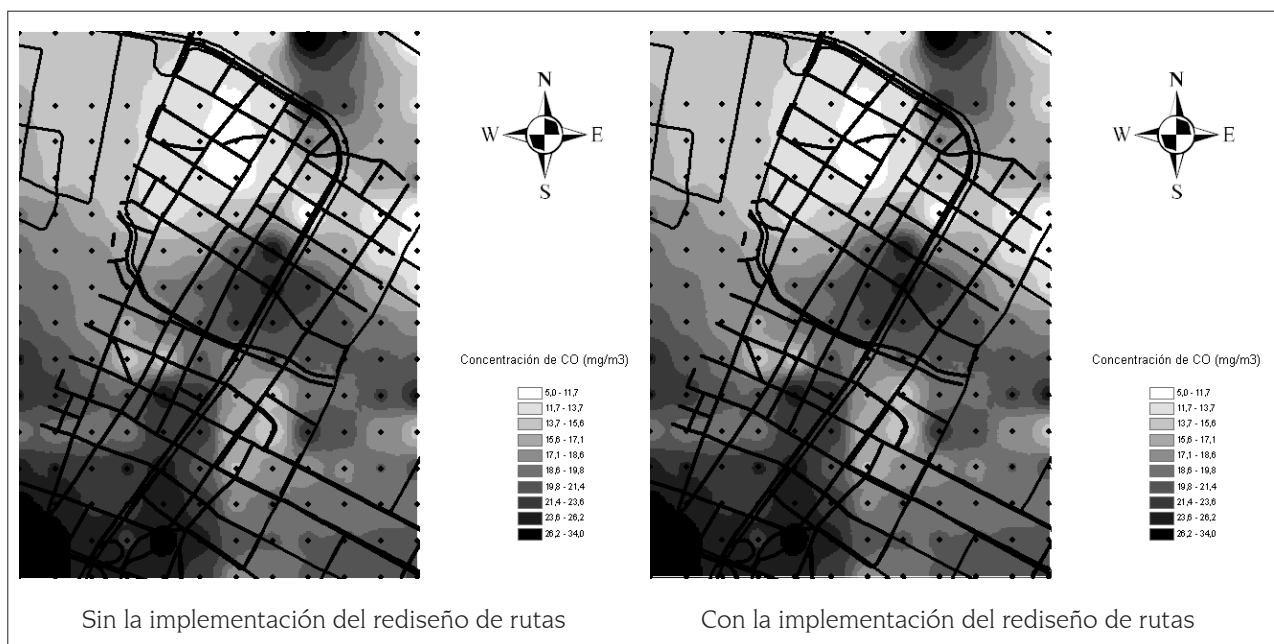 N
W E
S
Concentración de CO (mg/m3)
5,0 - 11,7
11,7 - 13,7
13,7 - 15,6
15,6 - 17,1
17,1 - 18,6
18,6 - 19,8
19,8 - 21,4
21,4 - 23,6
23,6 - 26,2
26,2 - 34,0
Sin la implementación del rediseño de rutas
N
W E
S
Concentración de CO (mg/m3)
5,0 - 11,7
11,7 - 13,7
13,7 - 15,6
15,6 - 17,1
17,1 - 18,6
18,6 - 19,8
19,8 - 21,4
21,4 - 23,6
23,6 - 26,2
26,2 - 34,0
Con la implementación del rediseño de rutas